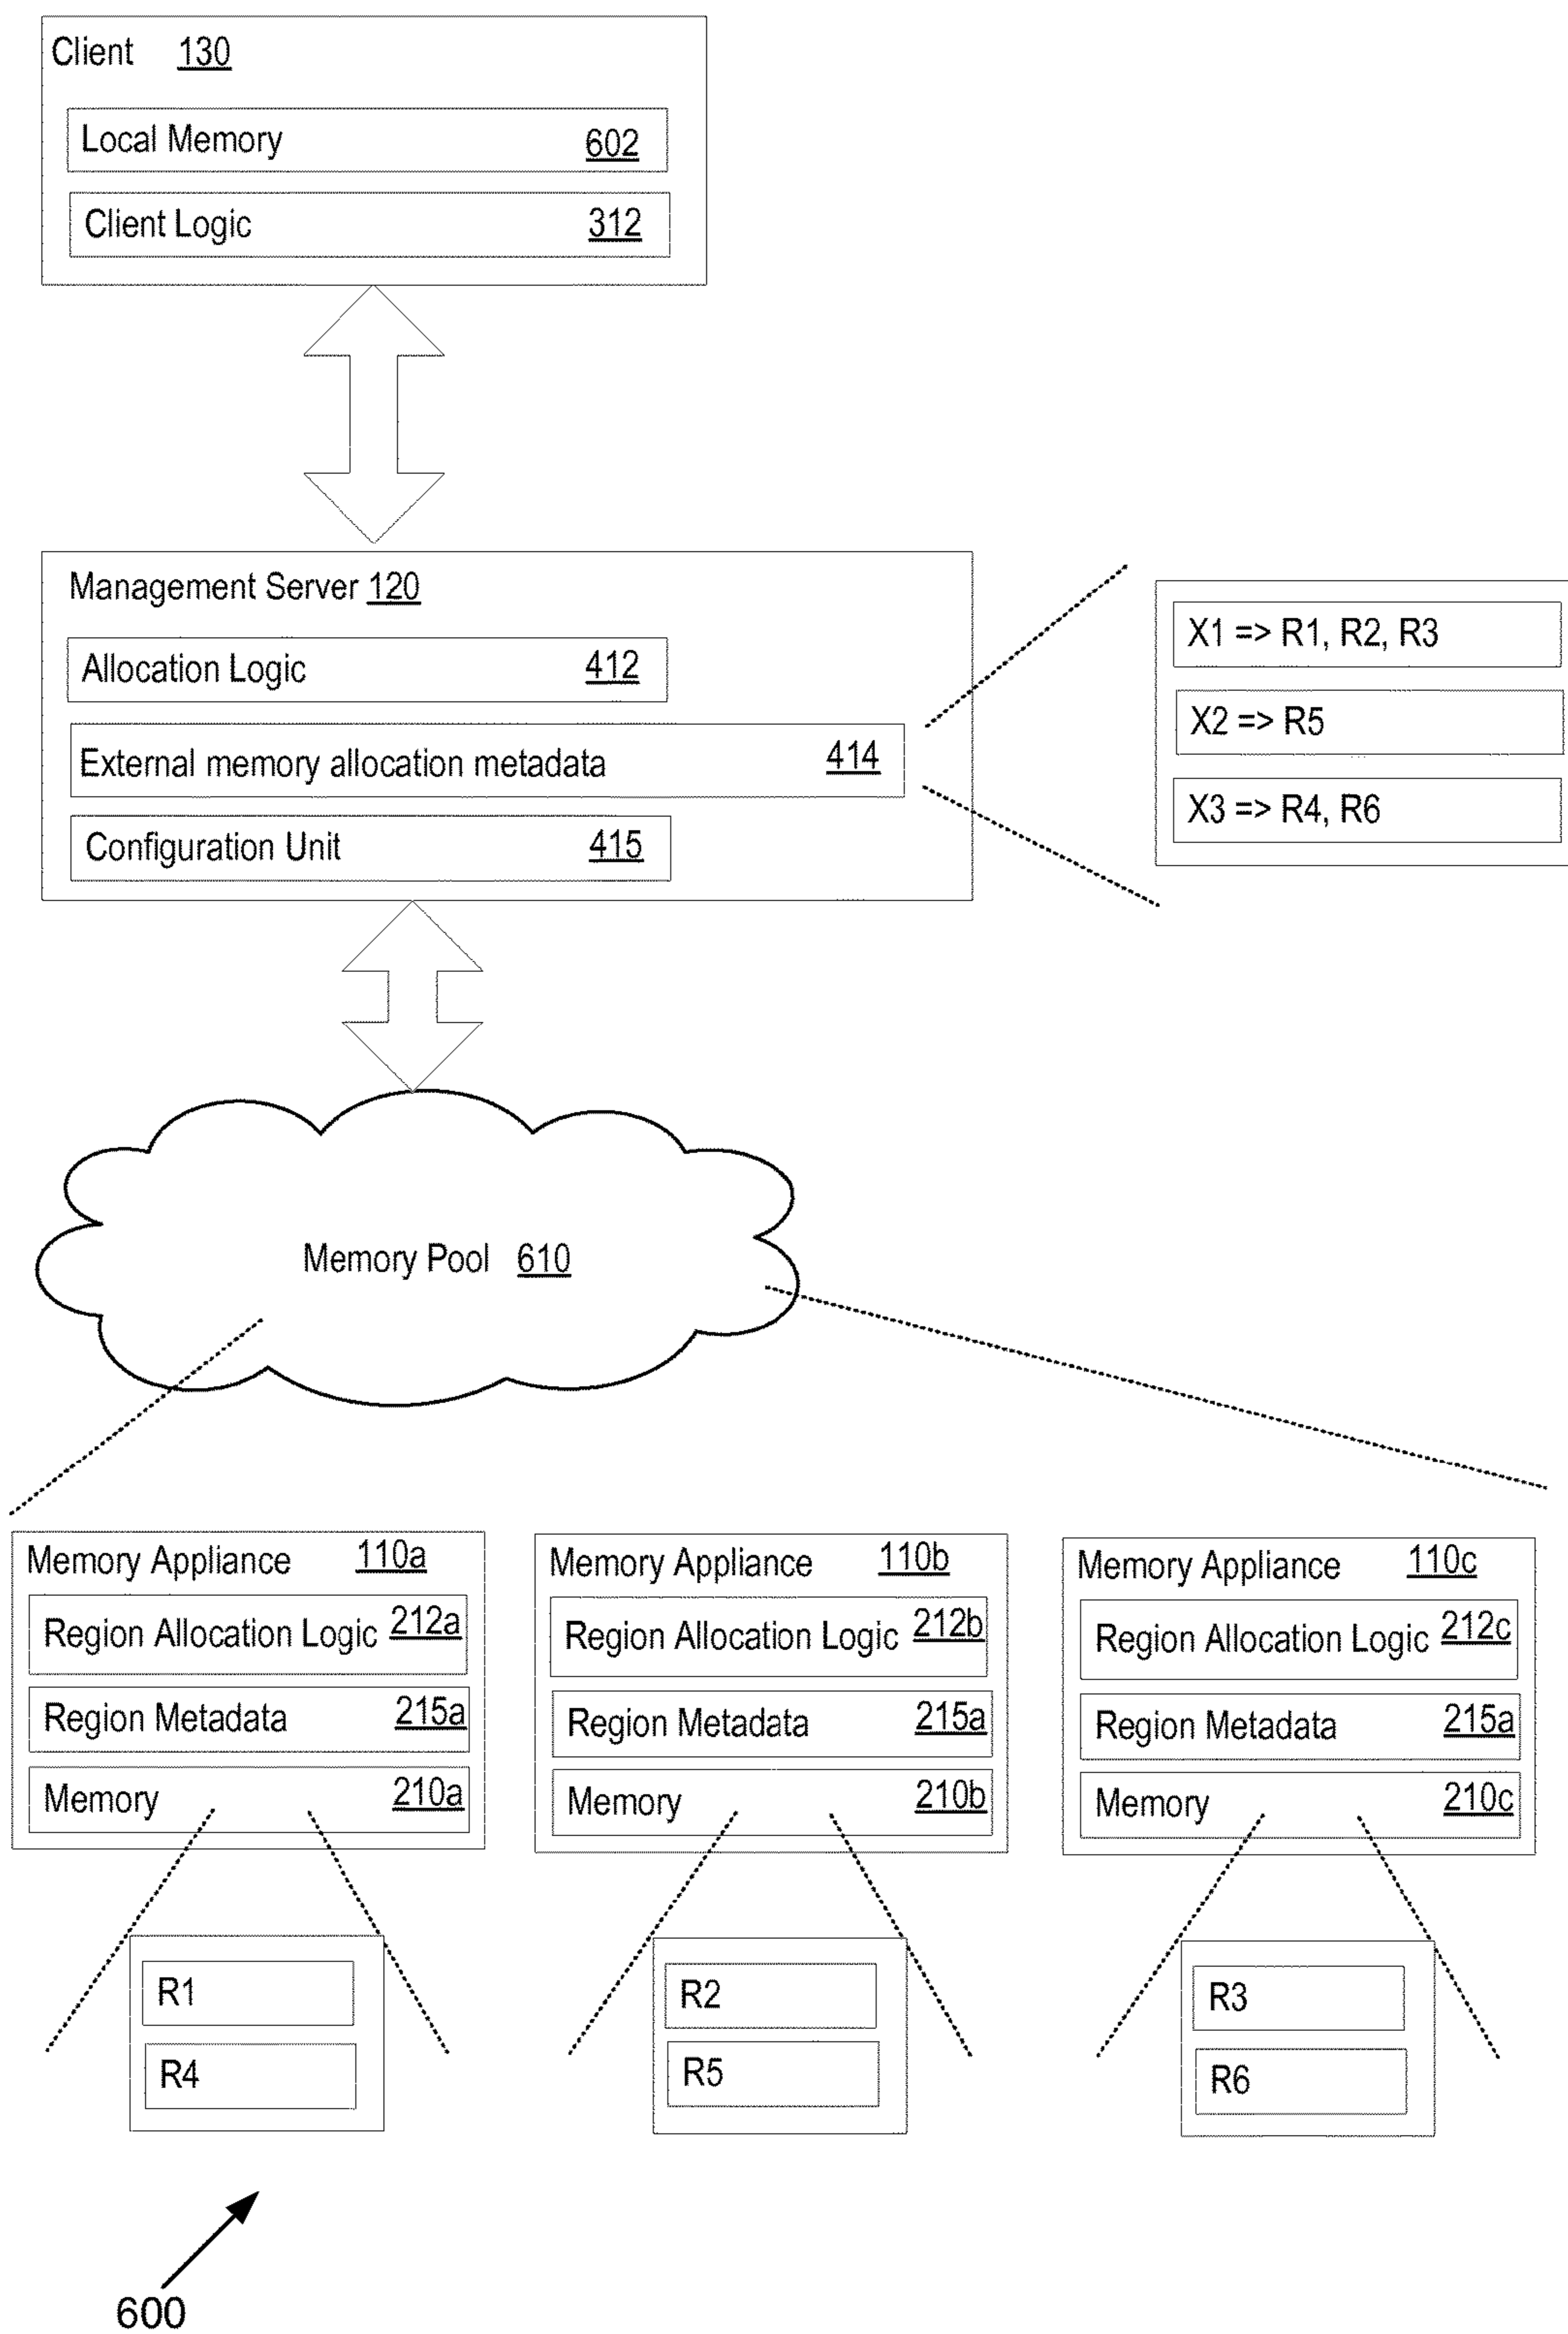 Client 130
Local Memory 602
Client Logic 312
Management Server 120
Allocation Logic 412
External memory allocation metadata 414
Configuration Unit 415
X1 => R1, R2, R3
X2 => R5
X3 => R4, R6
Memory Pool 610
Memory Appliance 110a
Region Allocation Logic 212a
Region Metadata 215a
Memory 210a
R1
R4
Memory Appliance 110b
Region Allocation Logic 212b
Region Metadata 215a
Memory 210b
R2
R5
Memory Appliance 110c
Region Allocation Logic 212c
Region Metadata 215a
Memory 210c
R3
R6
600